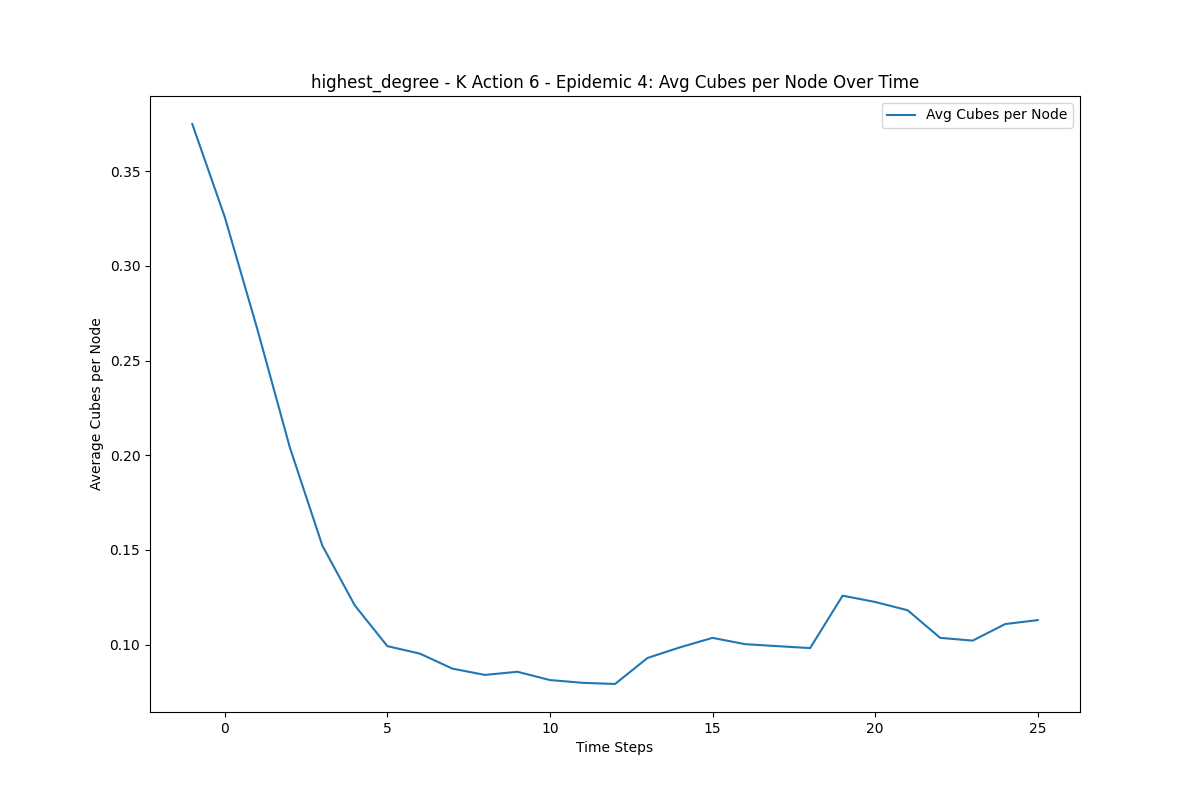 highest_degree - K Action 6 - Epidemic 4: Avg Cubes per Node Over Time
Avg Cubes per Node
Average Cubes per Node
0.35
0.30
0.25
0.20
0.15
0.10
0 5 10 15 20 25
Time Steps